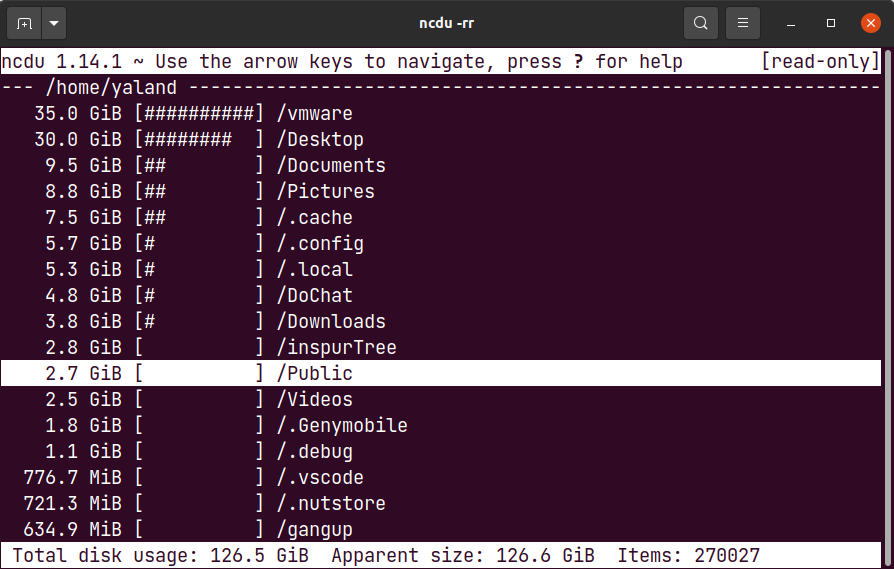 ncdu -rr
ncdu 1.14.1 ~ Use the arrow keys to navigate, press ? for help [read-only]
--- /home/yaland ---------------------------------------------------------------
35.0 GiB [##########] /vmware
30.0 GiB [########  ] /Desktop
9.5 GiB [##        ] /Documents
8.8 GiB [##        ] /Pictures
7.5 GiB [##        ] /.cache
5.7 GiB [#         ] /.config
5.3 GiB [#         ] /.local
4.8 GiB [#         ] /DoChat
3.8 GiB [#         ] /Downloads
2.8 GiB [          ] /inspurTree
2.7 GiB [          ] /Public
2.5 GiB [          ] /Videos
1.8 GiB [          ] /.Genymobile
1.1 GiB [          ] /.debug
776.7 MiB [          ] /.vscode
721.3 MiB [          ] /.nutstore
634.9 MiB [          ] /gangup
Total disk usage: 126.5 GiB  Apparent size: 126.6 GiB  Items: 270027